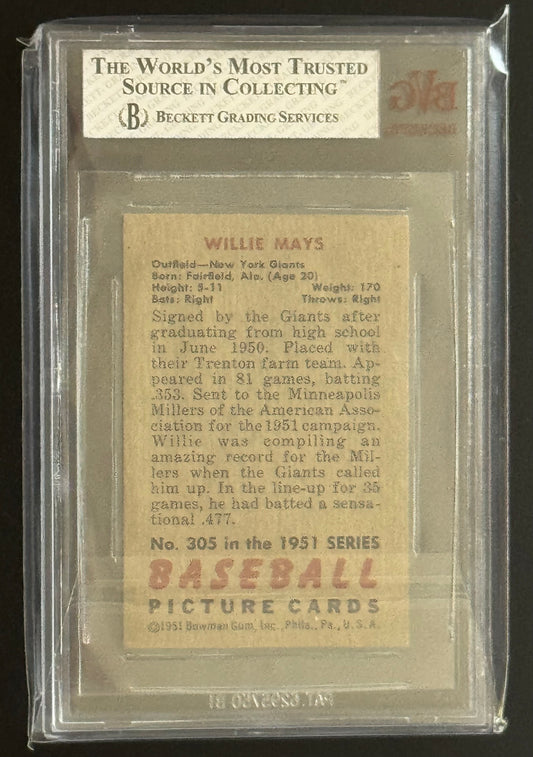 THE WORLD'S MOST TRUSTED
SOURCE IN COLLECTING™
B BECKETT GRADING SERVICES
BVG
WILLIE MAYS
Outfield—New York Giants
Born: Fairfield, Ala. (Age 20)
Height: 5-11 Weight: 170
Bats: Right Throws: Right
Signed by the Giants after
graduating from high school
in June 1950. Placed with
their Trenton farm team. Ap-
peared in 81 games, batting
.353. Sent to the Minneapolis
Millers of the American Asso-
ciation for the 1951 campaign.
Willie was compiling an
amazing record for the Mil-
lers when the Giants called
him up. In the line-up for 35
games, he had batted a sensa-
tional .477.
No. 305 in the 1951 SERIES
BASEBALL
PICTURE CARDS
©1951 Bowman Gum, Inc., Phila., Pa., U.S.A.